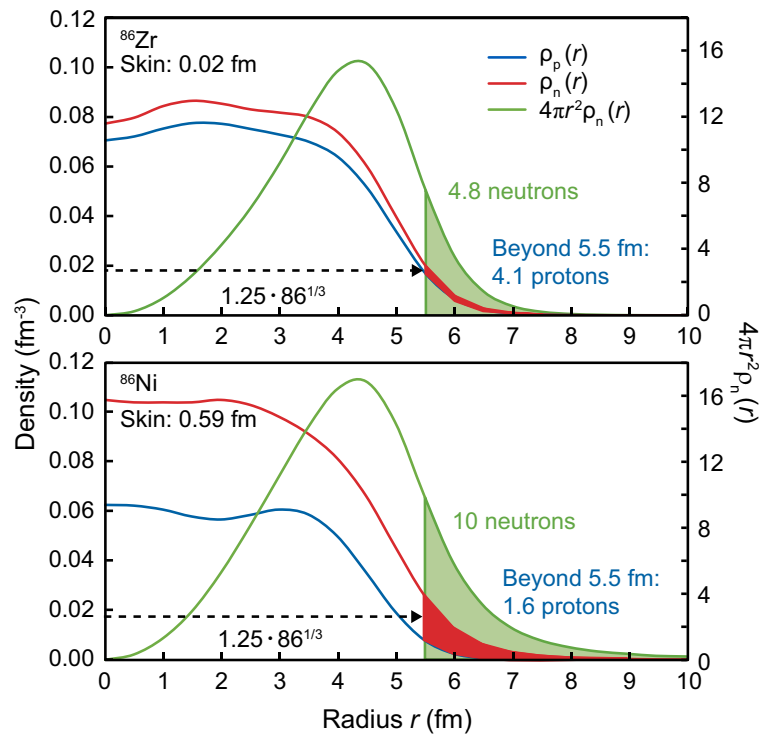 ⁸⁶Zr
Skin: 0.02 fm
ρₚ(r)
ρₙ(r)
4πr²ρₙ(r)
4.8 neutrons
Beyond 5.5 fm:
4.1 protons
1.25 · 86^{1/3}
0.12
0.10
0.08
0.06
0.04
0.02
0.00
16
12
8
4
0
0 1 2 3 4 5 6 7 8 9 10
⁸⁶Ni
Skin: 0.59 fm
10 neutrons
Beyond 5.5 fm:
1.6 protons
1.25 · 86^{1/3}
0.12
0.10
0.08
0.06
0.04
0.02
0.00
16
12
8
4
0
0 1 2 3 4 5 6 7 8 9 10
Density (fm⁻³)
4πr²ρₙ(r)
Radius r (fm)